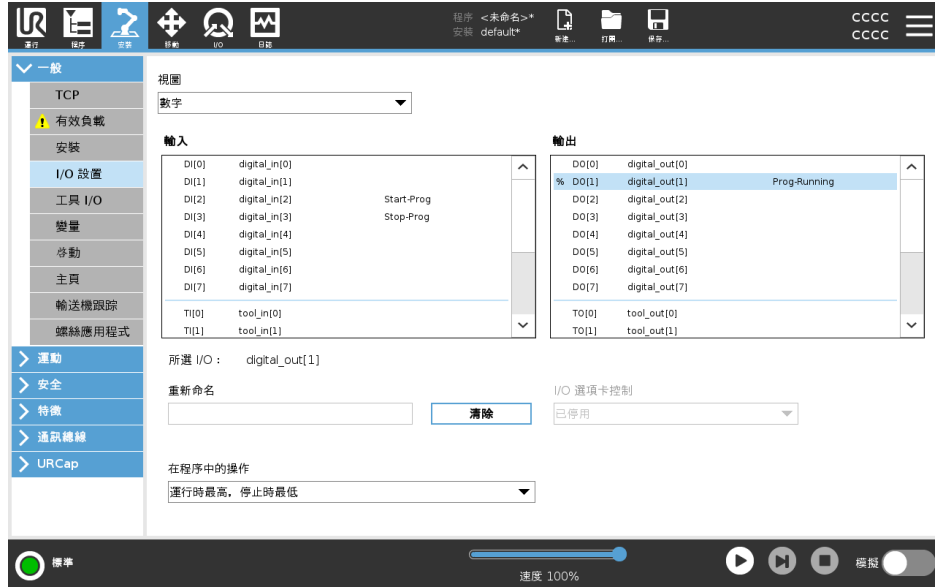 運行 程序 安裝 移動 I/O 日誌 程序 <未命名>* 安裝 default* 新建... 打開... 保存... cccc cccc
一般
TCP
有效負載
安裝
I/O 設置
工具 I/O
變量
啓動
主頁
輸送機跟踪
螺絲應用程式
運動
安全
特徵
通訊總線
URCap
視圖
數字
輸入
DI[0] digital_in[0]
DI[1] digital_in[1]
DI[2] digital_in[2] Start-Prog
DI[3] digital_in[3] Stop-Prog
DI[4] digital_in[4]
DI[5] digital_in[5]
DI[6] digital_in[6]
DI[7] digital_in[7]
TI[0] tool_in[0]
TI[1] tool_in[1]
輸出
DO[0] digital_out[0]
% DO[1] digital_out[1] Prog-Running
DO[2] digital_out[2]
DO[3] digital_out[3]
DO[4] digital_out[4]
DO[5] digital_out[5]
DO[6] digital_out[6]
DO[7] digital_out[7]
TO[0] tool_out[0]
TO[1] tool_out[1]
所選 I/O： digital_out[1]
重新命名
清除
I/O 選項卡控制
已停用
在程序中的操作
運行時最高，停止時最低
標準
速度 100%
模擬